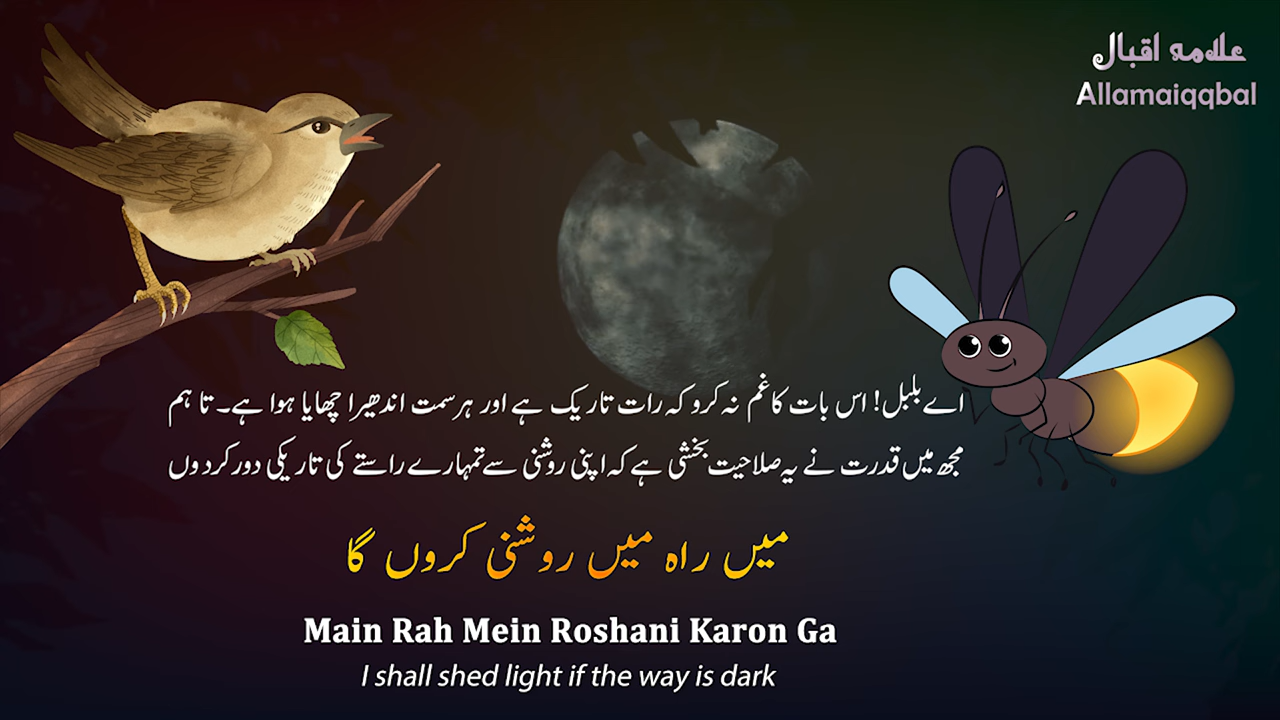 علامہ اقبال
Allamaiqqbal
اے بلبل! اس بات کا غم نہ کرو کہ رات تاریک ہے اور ہر سمت اندھیرا چھایا ہوا ہے۔ تا ہم
مجھ میں قدرت نے یہ صلاحیت بخشی ہے کہ اپنی روشنی سے تمہارے راستے کی تاریکی دور کردوں
میں راہ میں روشنی کروں گا
Main Rah Mein Roshani Karon Ga
I shall shed light if the way is dark